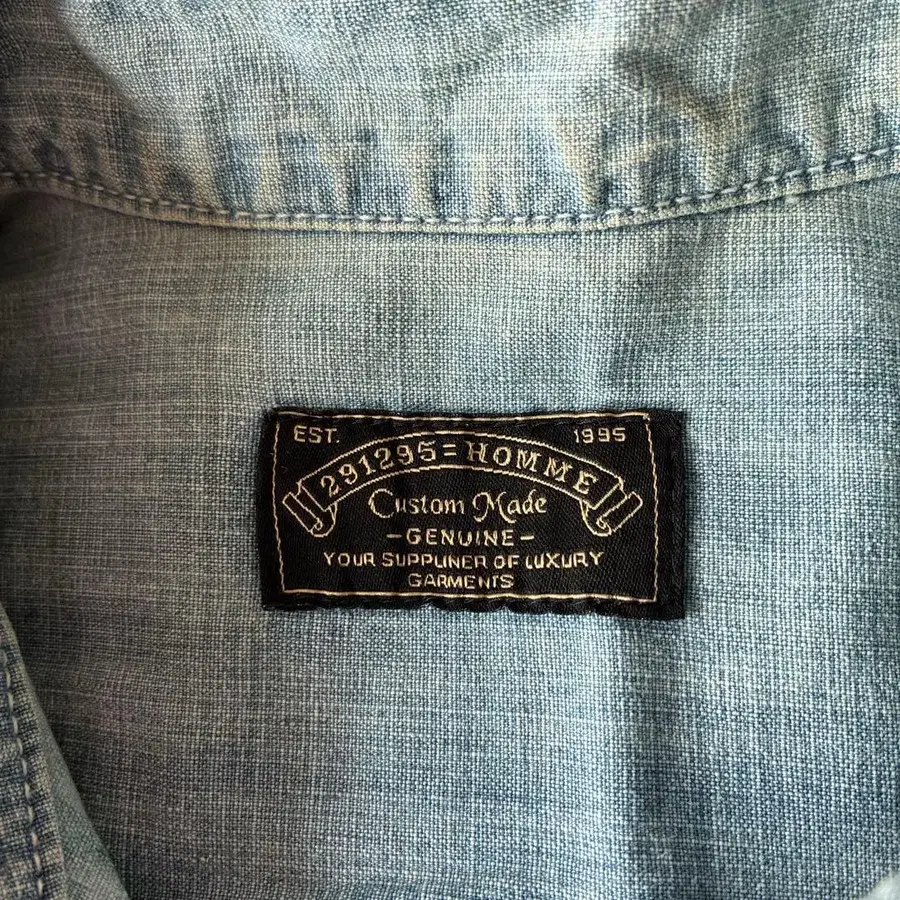 EST. 1995
291295=HOMME
Custom Made
-GENUINE-
YOUR SUPPLINER OF LUXURY
GARMENTS